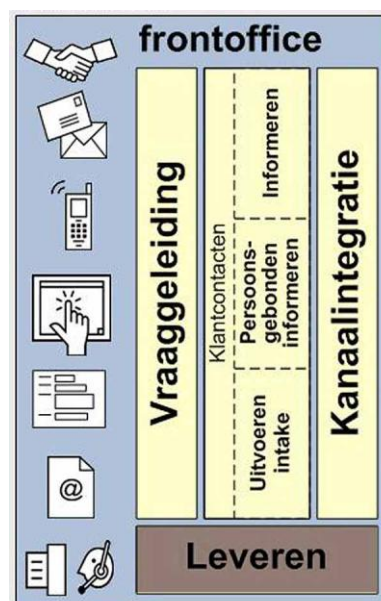 frontoffice
Vraaggeleiding
Klantcontacten
Informeren
Persoons-
gebonden
informeren
Uitvoeren
intake
Kanaalintegratie
@
Leveren